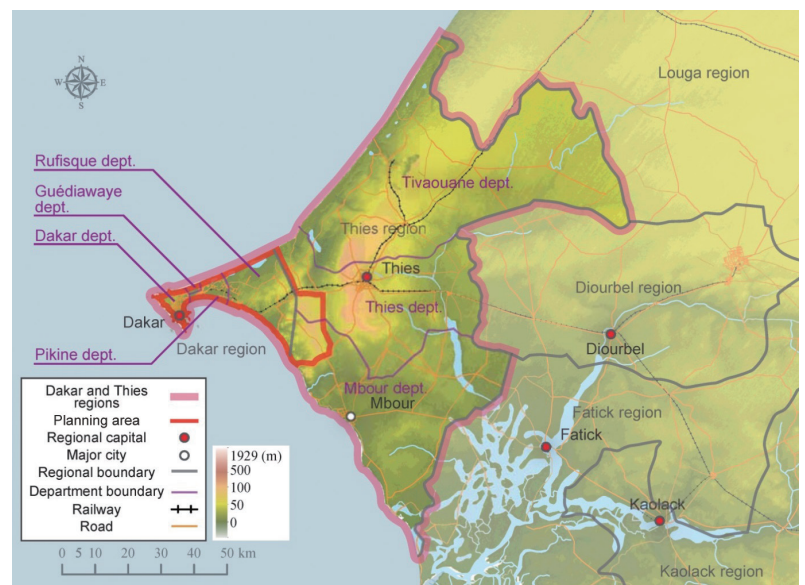 N
W
E
S
Louga region
Rufisque dept.
Tivaouane dept.
Guédiawaye
dept.
Thies region
Dakar dept.
Thies
Diourbel region
Thies dept.
Dakar
Dakar region
Diourbel
Pikine dept.
Mbour dept.
Mbour
Fatick region
Fatick
Kaolack
Kaolack region
Dakar and Thies
regions
Planning area
Regional capital
Major city
Regional boundary
Department boundary
Railway
Road
1929 (m)
500
100
50
0
0 10 20 30 40 50 km